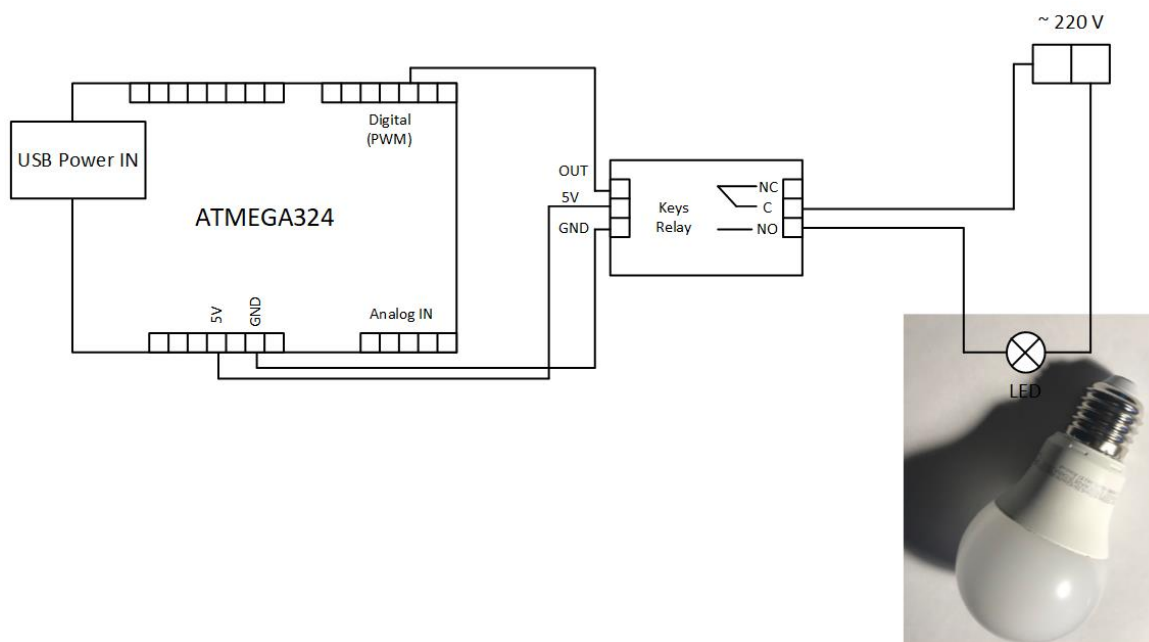 ~ 220 V
Digital
(PWM)
USB Power IN
ATMEGA324
OUT
5V
GND
Keys
Relay
NC
C
NO
5V
GND
Analog IN
LED